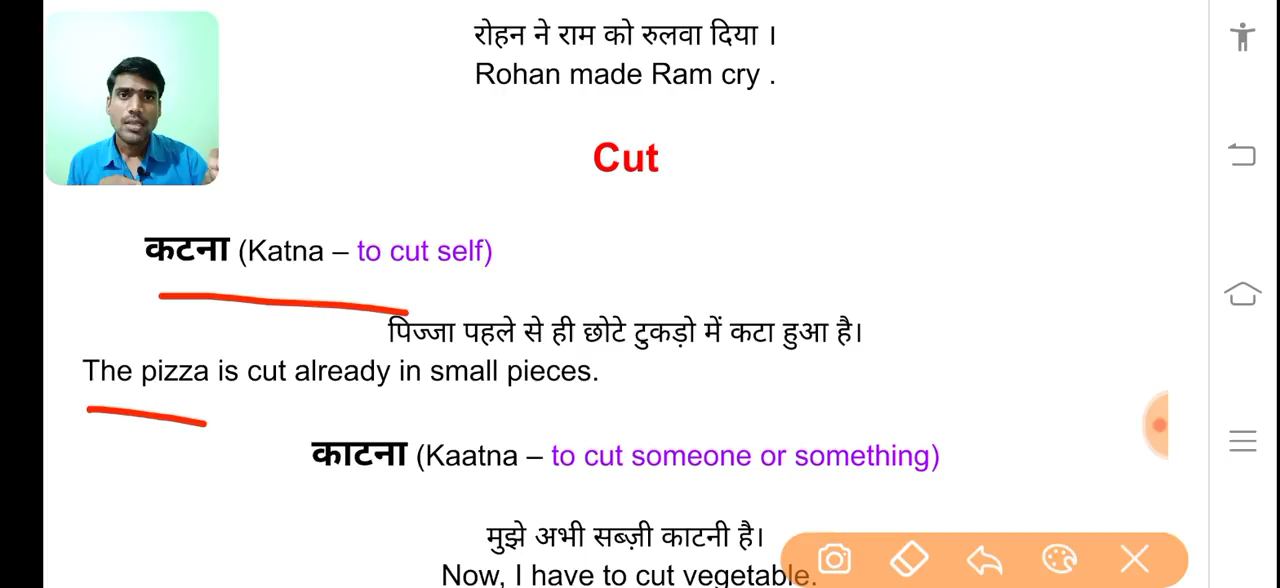 रोहन ने राम को रुलवा दिया ।
Rohan made Ram cry .
Cut
कटना (Katna – to cut self)
पिज्जा पहले से ही छोटे टुकड़ो में कटा हुआ है।
The pizza is cut already in small pieces.
काटना (Kaatna – to cut someone or something)
मुझे अभी सब्ज़ी काटनी है।
Now, I have to cut vegetable.